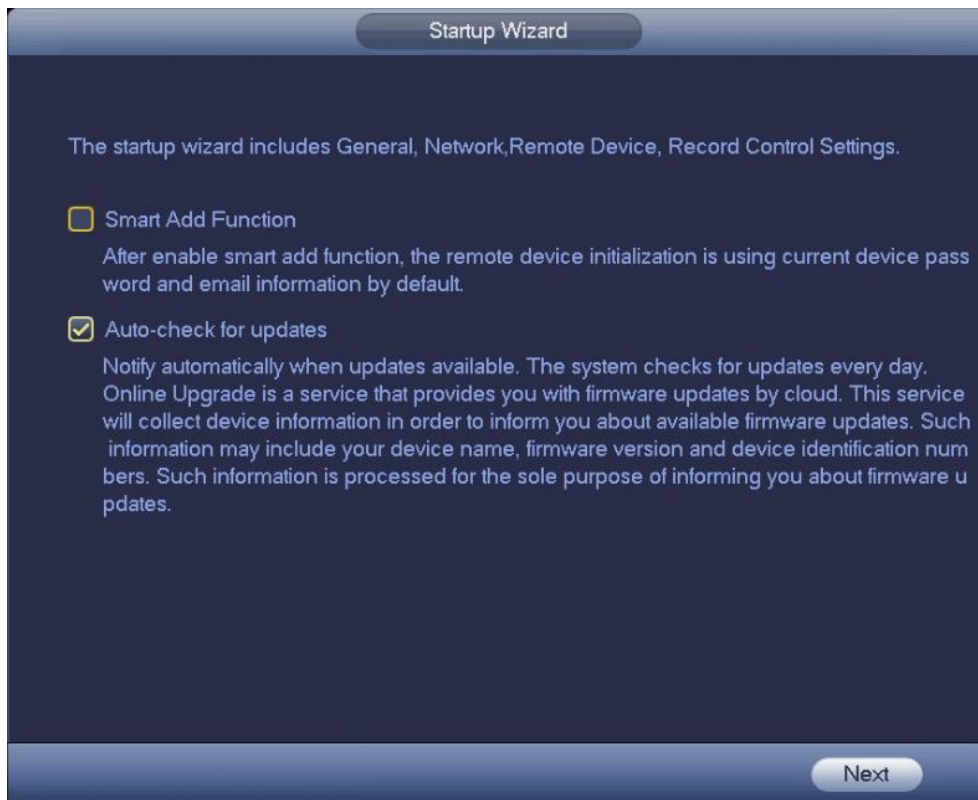 Startup Wizard
The startup wizard includes General, Network,Remote Device, Record Control Settings.
Smart Add Function
After enable smart add function, the remote device initialization is using current device pass
word and email information by default.
Auto-check for updates
Notify automatically when updates available. The system checks for updates every day.
Online Upgrade is a service that provides you with firmware updates by cloud. This service
will collect device information in order to inform you about available firmware updates. Such
information may include your device name, firmware version and device identification num
bers. Such information is processed for the sole purpose of informing you about firmware u
pdates.
Next